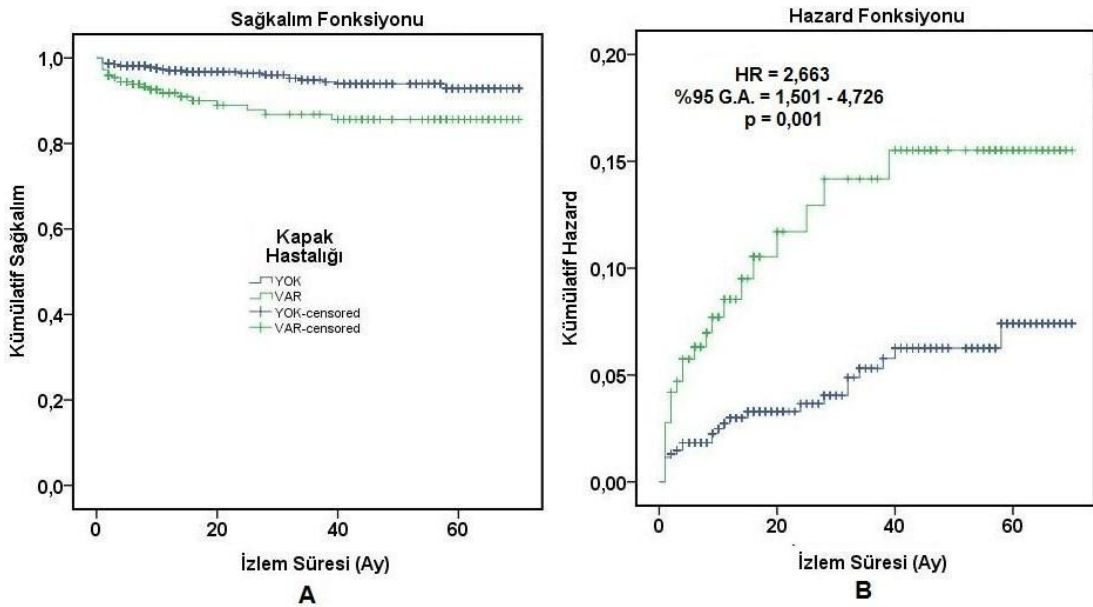 Sağkalım Fonksiyonu
Kümülatif Sağkalım
1,0
0,8
0,6
0,4
0,2
0,0
Kapak
Hastalığı
YOK
VAR
YOK-censored
VAR-censored
0
20
40
60
İzlem Süresi (Ay)
A
Hazard Fonksiyonu
Kümülatif Hazard
0,20
0,15
0,10
0,05
0,00
HR = 2,663
%95 G.A. = 1,501 - 4,726
p = 0,001
0
20
40
60
İzlem Süresi (Ay)
B